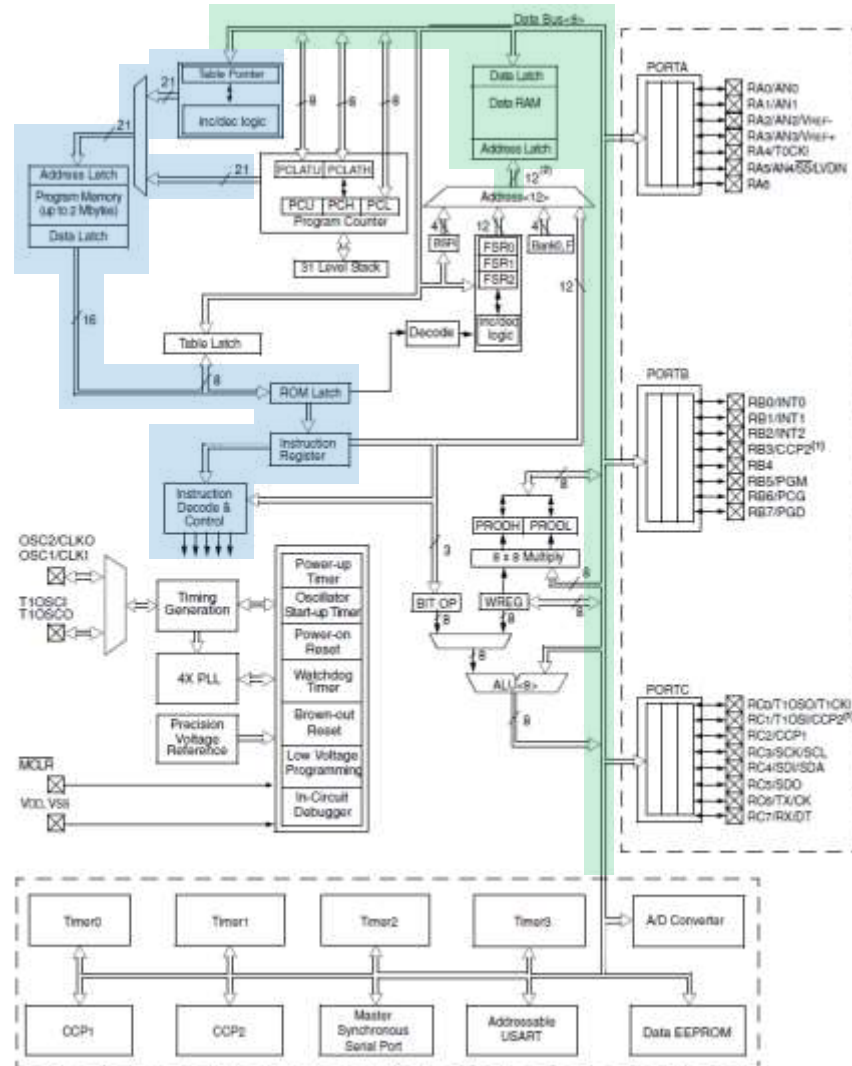 Data Bus<8>
21
Table Pointer
inc/dec logic
8
8
8
Data Latch
Data RAM
Address Latch
21
21
PCLATU PCLATH
PCU PCH PCL
Program Counter
31 Level Stack
Address Latch
Program Memory
(up to 2 Mbytes)
Data Latch
12(2)
Address<12>
4
12
4
BSR
FSR0
FSR1
FSR2
Bank0, F
inc/dec
logic
12
16
Table Latch
8
Decode
ROM Latch
Instruction
Register
Instruction
Decode &
Control
3
8
PRODH PRODL
8 x 8 Multiply
8
BIT OP
WREG
8
8
8
8
ALU<8>
8
OSC2/CLKO
OSC1/CLKI
T1OSCI
T1OSCO
Timing
Generation
4X PLL
Precision
Voltage
Reference
MCLR
VDD, VSS
Power-up
Timer
Oscillator
Start-up Timer
Power-on
Reset
Watchdog
Timer
Brown-out
Reset
Low Voltage
Programming
In-Circuit
Debugger
PORTA
RA0/AN0
RA1/AN1
RA2/AN2/VREF-
RA3/AN3/VREF+
RA4/T0CKI
RA5/AN4/SS/LVDIN
RA6
PORTB
RB0/INT0
RB1/INT1
RB2/INT2
RB3/CCP2(1)
RB4
RB5/PGM
RB6/PCG
RB7/PGD
PORTC
RC0/T1OSO/T1CKI
RC1/T1OSI/CCP2(1)
RC2/CCP1
RC3/SCK/SCL
RC4/SDI/SDA
RC5/SDO
RC6/TX/CK
RC7/RX/DT
Timer0
Timer1
Timer2
Timer3
A/D Converter
CCP1
CCP2
Master
Synchronous
Serial Port
Addressable
USART
Data EEPROM